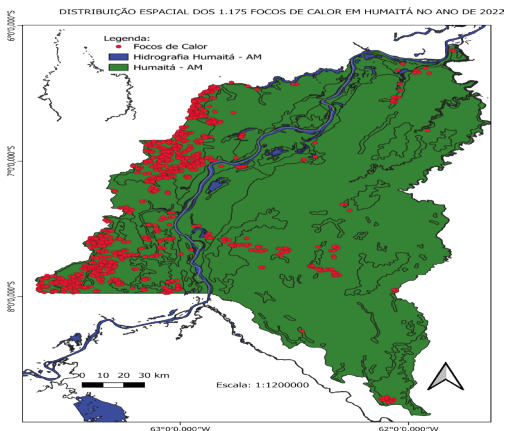 DISTRIBUIÇÃO ESPACIAL DOS 1.175 FOCOS DE CALOR EM HUMAITÁ NO ANO DE 2022
Legenda:
Focos de Calor
Hidrografia Humaitá - AM
Humaitá - AM
6°0'0,000"S
7°0'0,000"S
8°0'0,000"S
0 10 20 30 km
Escala: 1:1200000
63°0'0,000"W
62°0'0,000"W